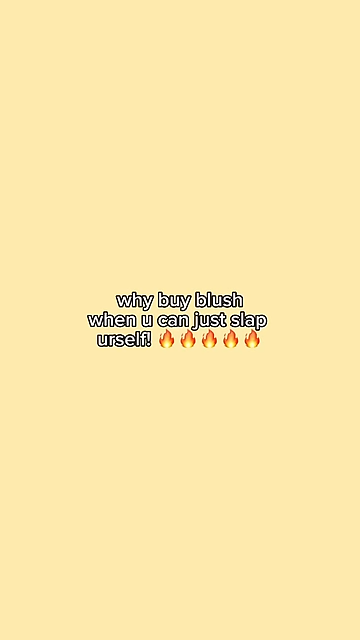 why buy blush
when u can just slap
urself! 🔥🔥🔥🔥🔥